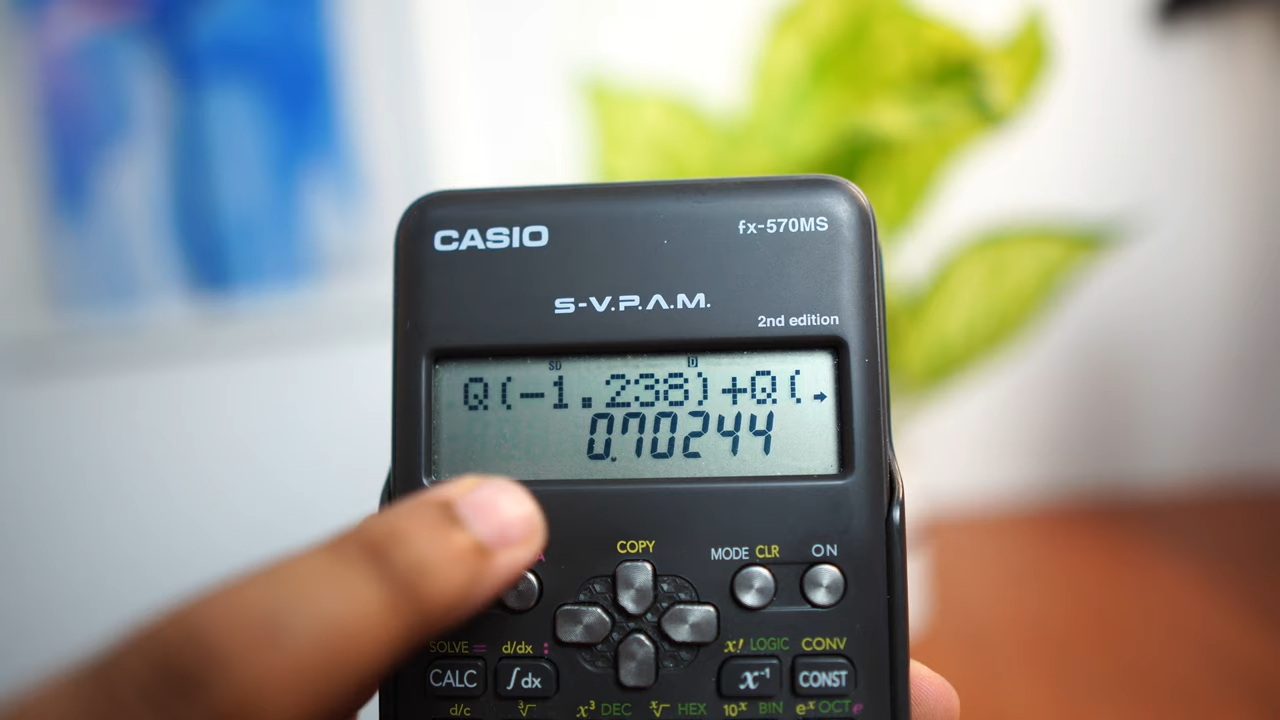 CASIO fx-570MS
S-V.P.A.M.
2nd edition
SD D
Q(-1.238)+Q(→
0.70244
A COPY MODE CLR ON
SOLVE = d/dx : x! LOGIC CONV
CALC ∫dx x⁻¹ CONST
d/c ³√ x³ DEC ˣ√ HEX 10ˣ BIN eˣ OCT e